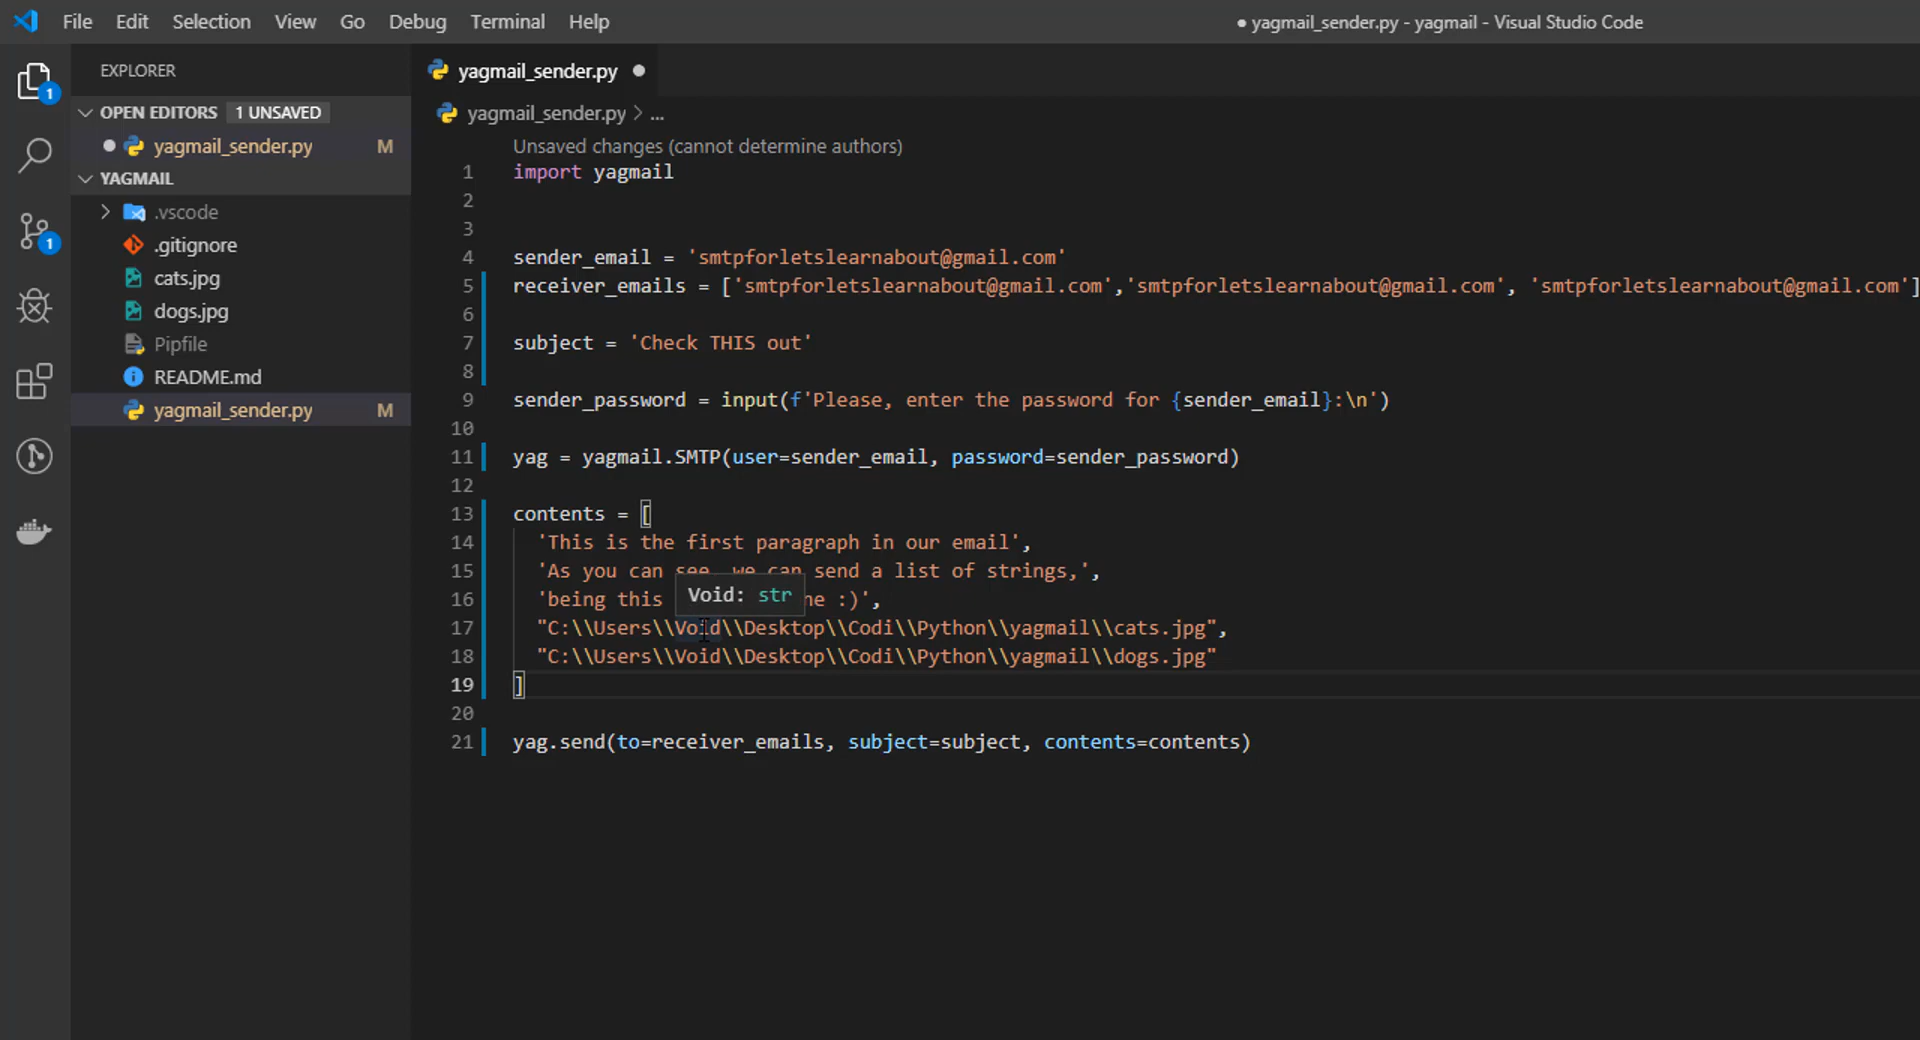 File Edit Selection View Go Debug Terminal Help
● yagmail_sender.py - yagmail - Visual Studio Code
EXPLORER
OPEN EDITORS 1 UNSAVED
yagmail_sender.py M
YAGMAIL
.vscode
.gitignore
cats.jpg
dogs.jpg
Pipfile
README.md
yagmail_sender.py M
1
1
yagmail_sender.py
yagmail_sender.py > ...
Unsaved changes (cannot determine authors)
1 import yagmail
2
3
4 sender_email = 'smtpforletslearnabout@gmail.com'
5 receiver_emails = ['smtpforletslearnabout@gmail.com','smtpforletslearnabout@gmail.com', 'smtpforletslearnabout@gmail.com']
6
7 subject = 'Check THIS out'
8
9 sender_password = input(f'Please, enter the password for {sender_email}:\n')
10
11 yag = yagmail.SMTP(user=sender_email, password=sender_password)
12
13 contents = [
14 'This is the first paragraph in our email',
15 'As you can see, we can send a list of strings,',
16 'being this ne :)',
Void: str
17 "C:\\Users\\Void\\Desktop\\Codi\\Python\\yagmail\\cats.jpg",
18 "C:\\Users\\Void\\Desktop\\Codi\\Python\\yagmail\\dogs.jpg"
19 ]
20
21 yag.send(to=receiver_emails, subject=subject, contents=contents)